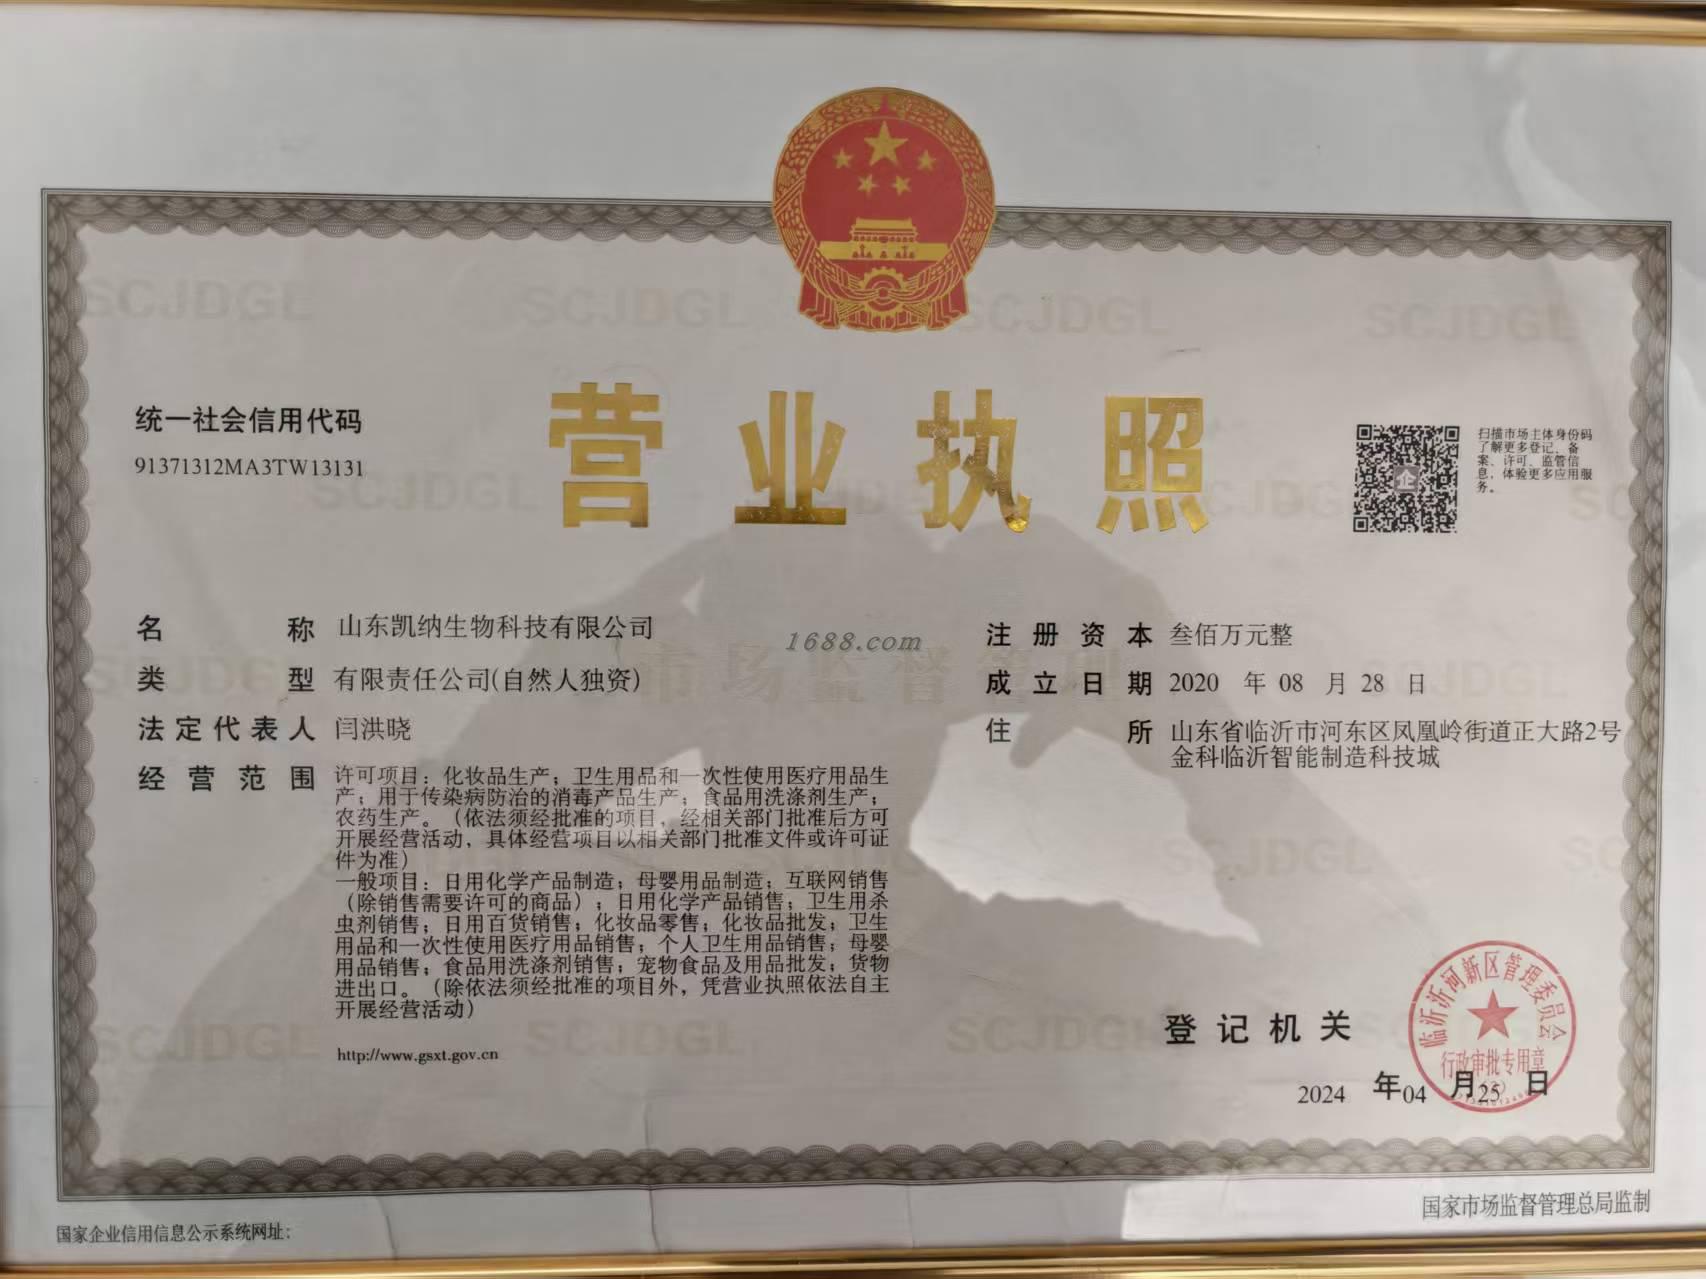 营业执照
统一社会信用代码
91371312MA3TW13131
扫描市场主体身份码
了解更多登记、备
案、许可、监管信
息，体验更多应用服
务。
名称 山东凯纳生物科技有限公司
类型 有限责任公司(自然人独资)
法定代表人 闫洪晓
经营范围 许可项目：化妆品生产；卫生用品和一次性使用医疗用品生
产；用于传染病防治的消毒产品生产；食品用洗涤剂生产；
农药生产。（依法须经批准的项目，经相关部门批准后方可
开展经营活动，具体经营项目以相关部门批准文件或许可证
件为准）
一般项目：日用化学产品制造；母婴用品制造；互联网销售
（除销售需要许可的商品）；日用化学产品销售；卫生用杀
虫剂销售；日用百货销售；化妆品零售；化妆品批发；卫生
用品和一次性使用医疗用品销售；个人卫生用品销售；母婴
用品销售；食品用洗涤剂销售；宠物食品及用品批发；货物
进出口。（除依法须经批准的项目外，凭营业执照依法自主
开展经营活动）
http://www.gsxt.gov.cn
1688.com
市场监督管理
注册资本 叁佰万元整
成立日期 2020 年 08 月 28 日
住所 山东省临沂市河东区凤凰岭街道正大路2号
金科临沂智能制造科技城
登记机关
临沂沂河新区管理委员会
行政审批专用章
2024 年 04 月 25 日
国家企业信用信息公示系统网址：
国家市场监督管理总局监制
SCJDGL